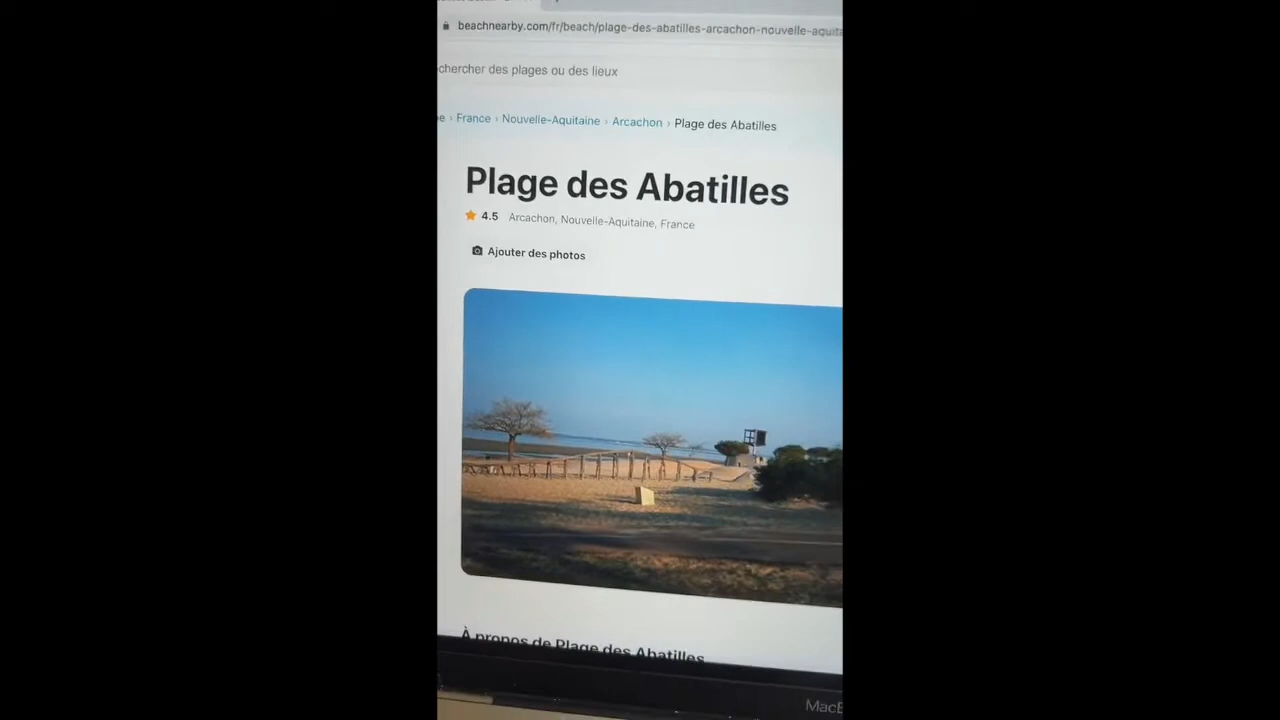 beachnearby.com/fr/beach/plage-des-abatilles-arcachon-nouvelle-aquita
chercher des plages ou des lieux
e › France › Nouvelle-Aquitaine › Arcachon › Plage des Abatilles
Plage des Abatilles
4.5 Arcachon, Nouvelle-Aquitaine, France
Ajouter des photos
À propos de Plage des Abatilles
MacB